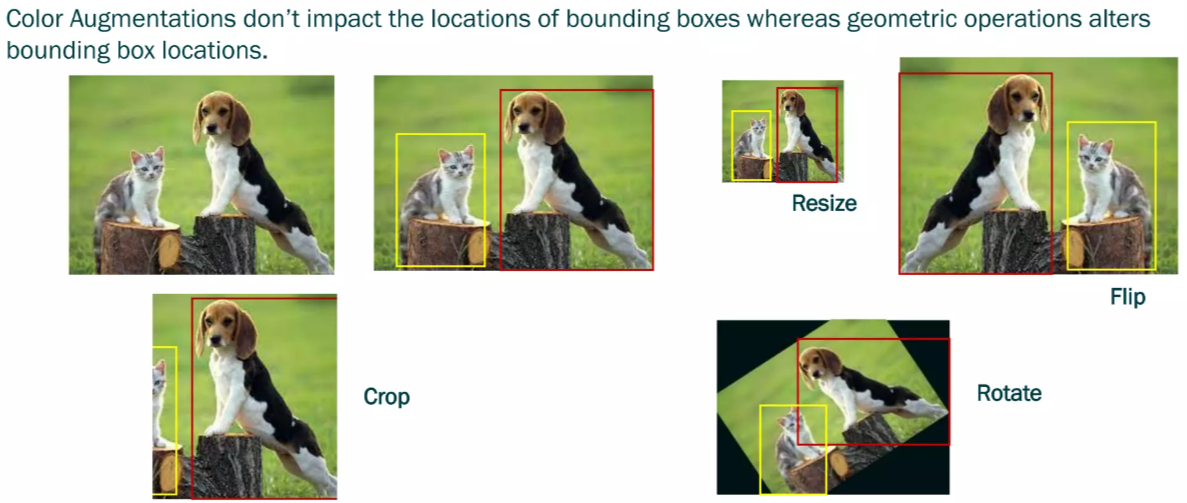 Color Augmentations don’t impact the locations of bounding boxes whereas geometric operations alters
bounding box locations.
Resize
Flip
Crop
Rotate